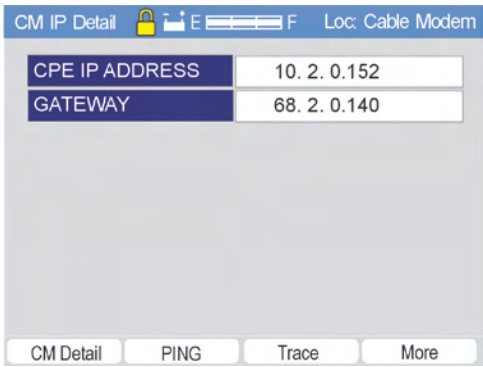 CM IP Detail E F Loc: Cable Modem
CPE IP ADDRESS 10. 2. 0.152
GATEWAY 68. 2. 0.140
CM Detail PING Trace More